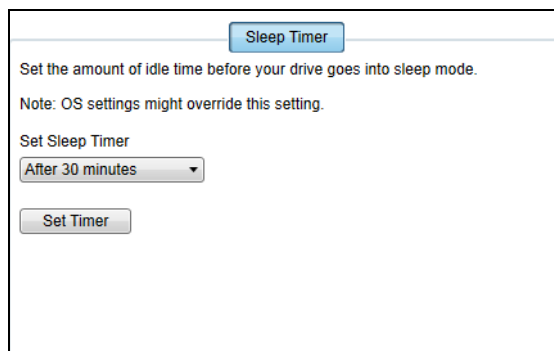 Sleep Timer
Set the amount of idle time before your drive goes into sleep mode.
Note: OS settings might override this setting.
Set Sleep Timer
After 30 minutes
Set Timer